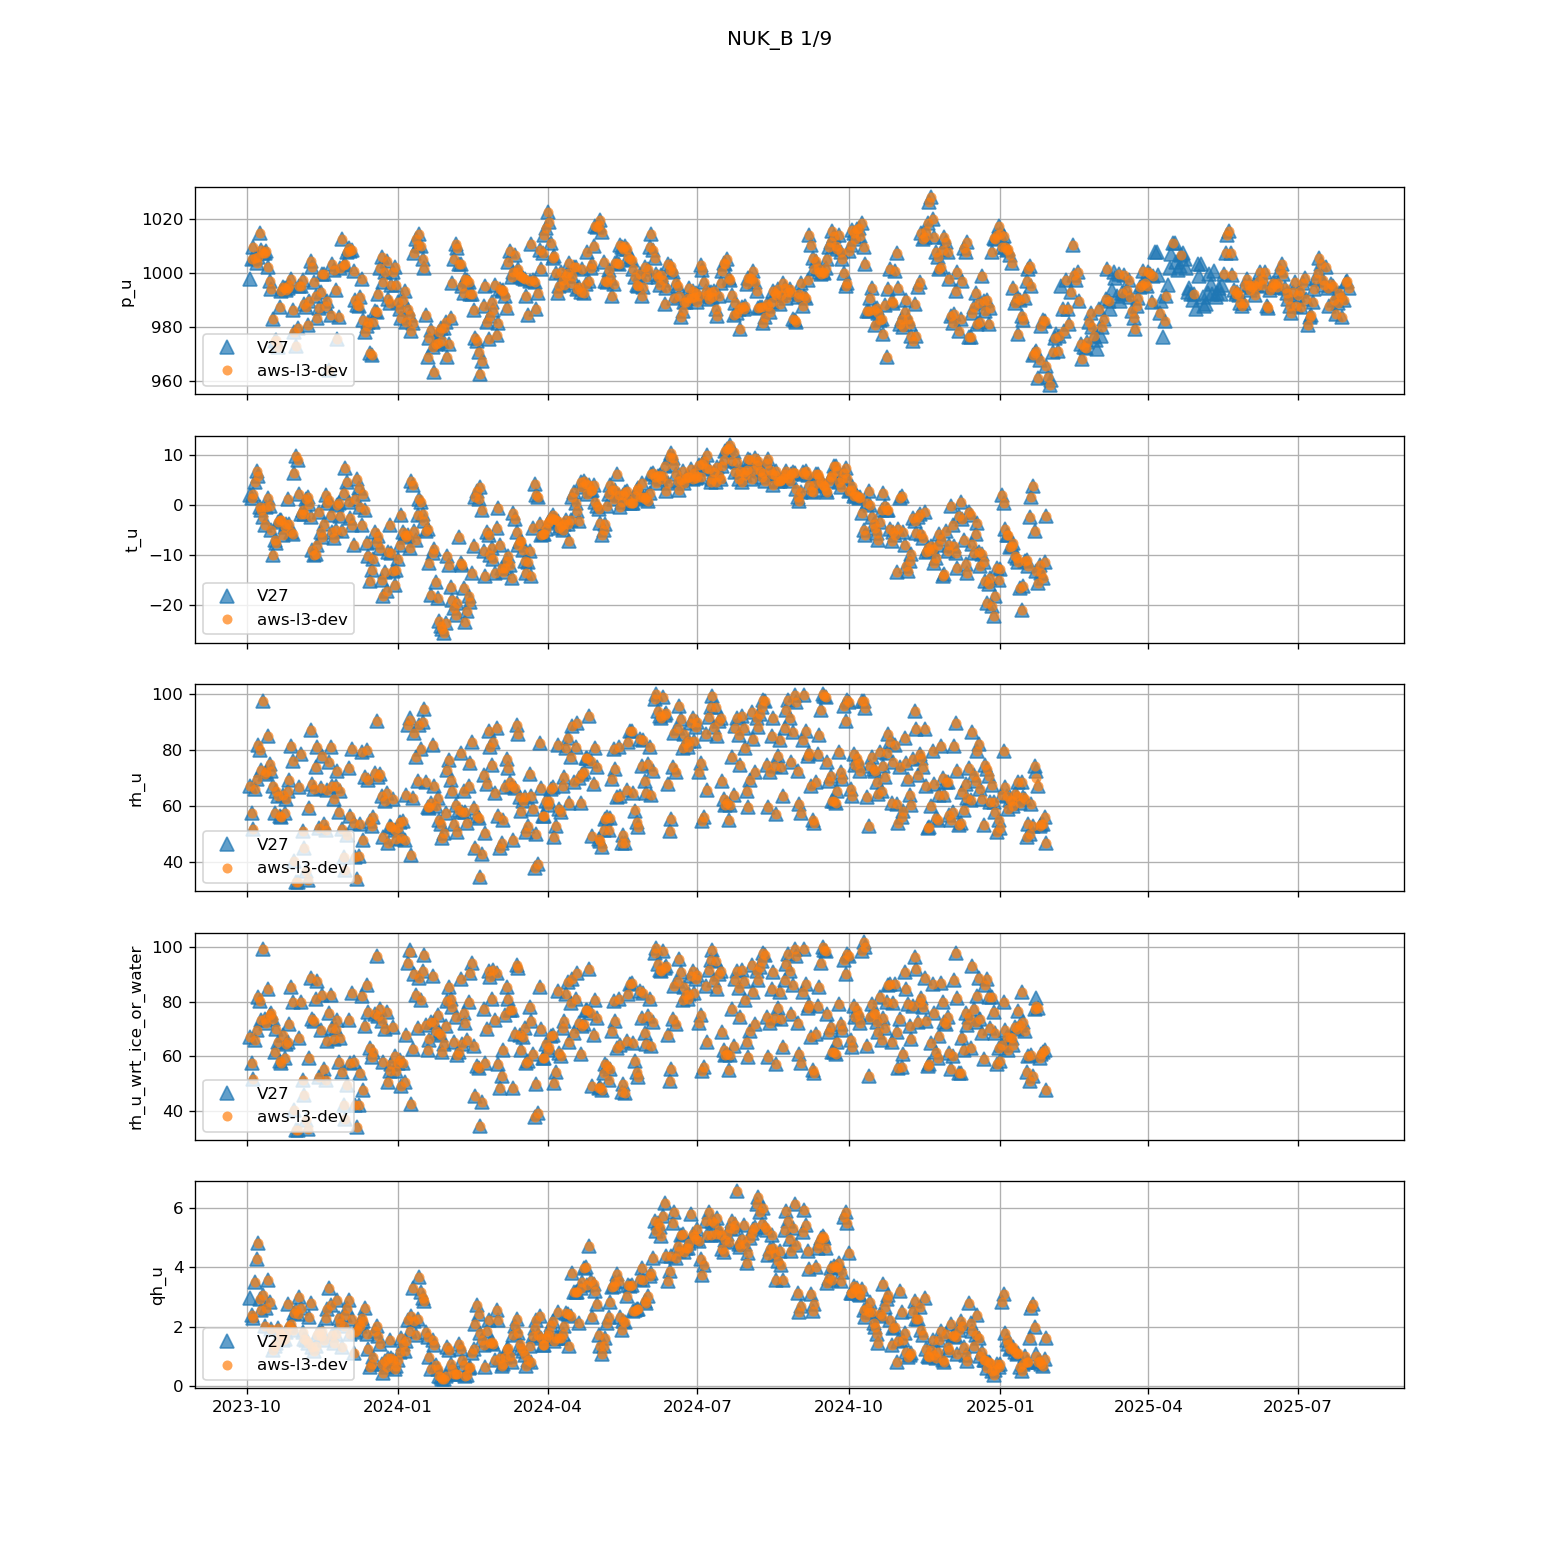 NUK_B 1/9
1020
1000
980
960
p_u
V27
aws-l3-dev
10
0
−10
−20
t_u
V27
aws-l3-dev
100
80
60
40
rh_u
V27
aws-l3-dev
100
80
60
40
rh_u_wrt_ice_or_water
V27
aws-l3-dev
6
4
2
0
qh_u
V27
aws-l3-dev
2023-10 2024-01 2024-04 2024-07 2024-10 2025-01 2025-04 2025-07